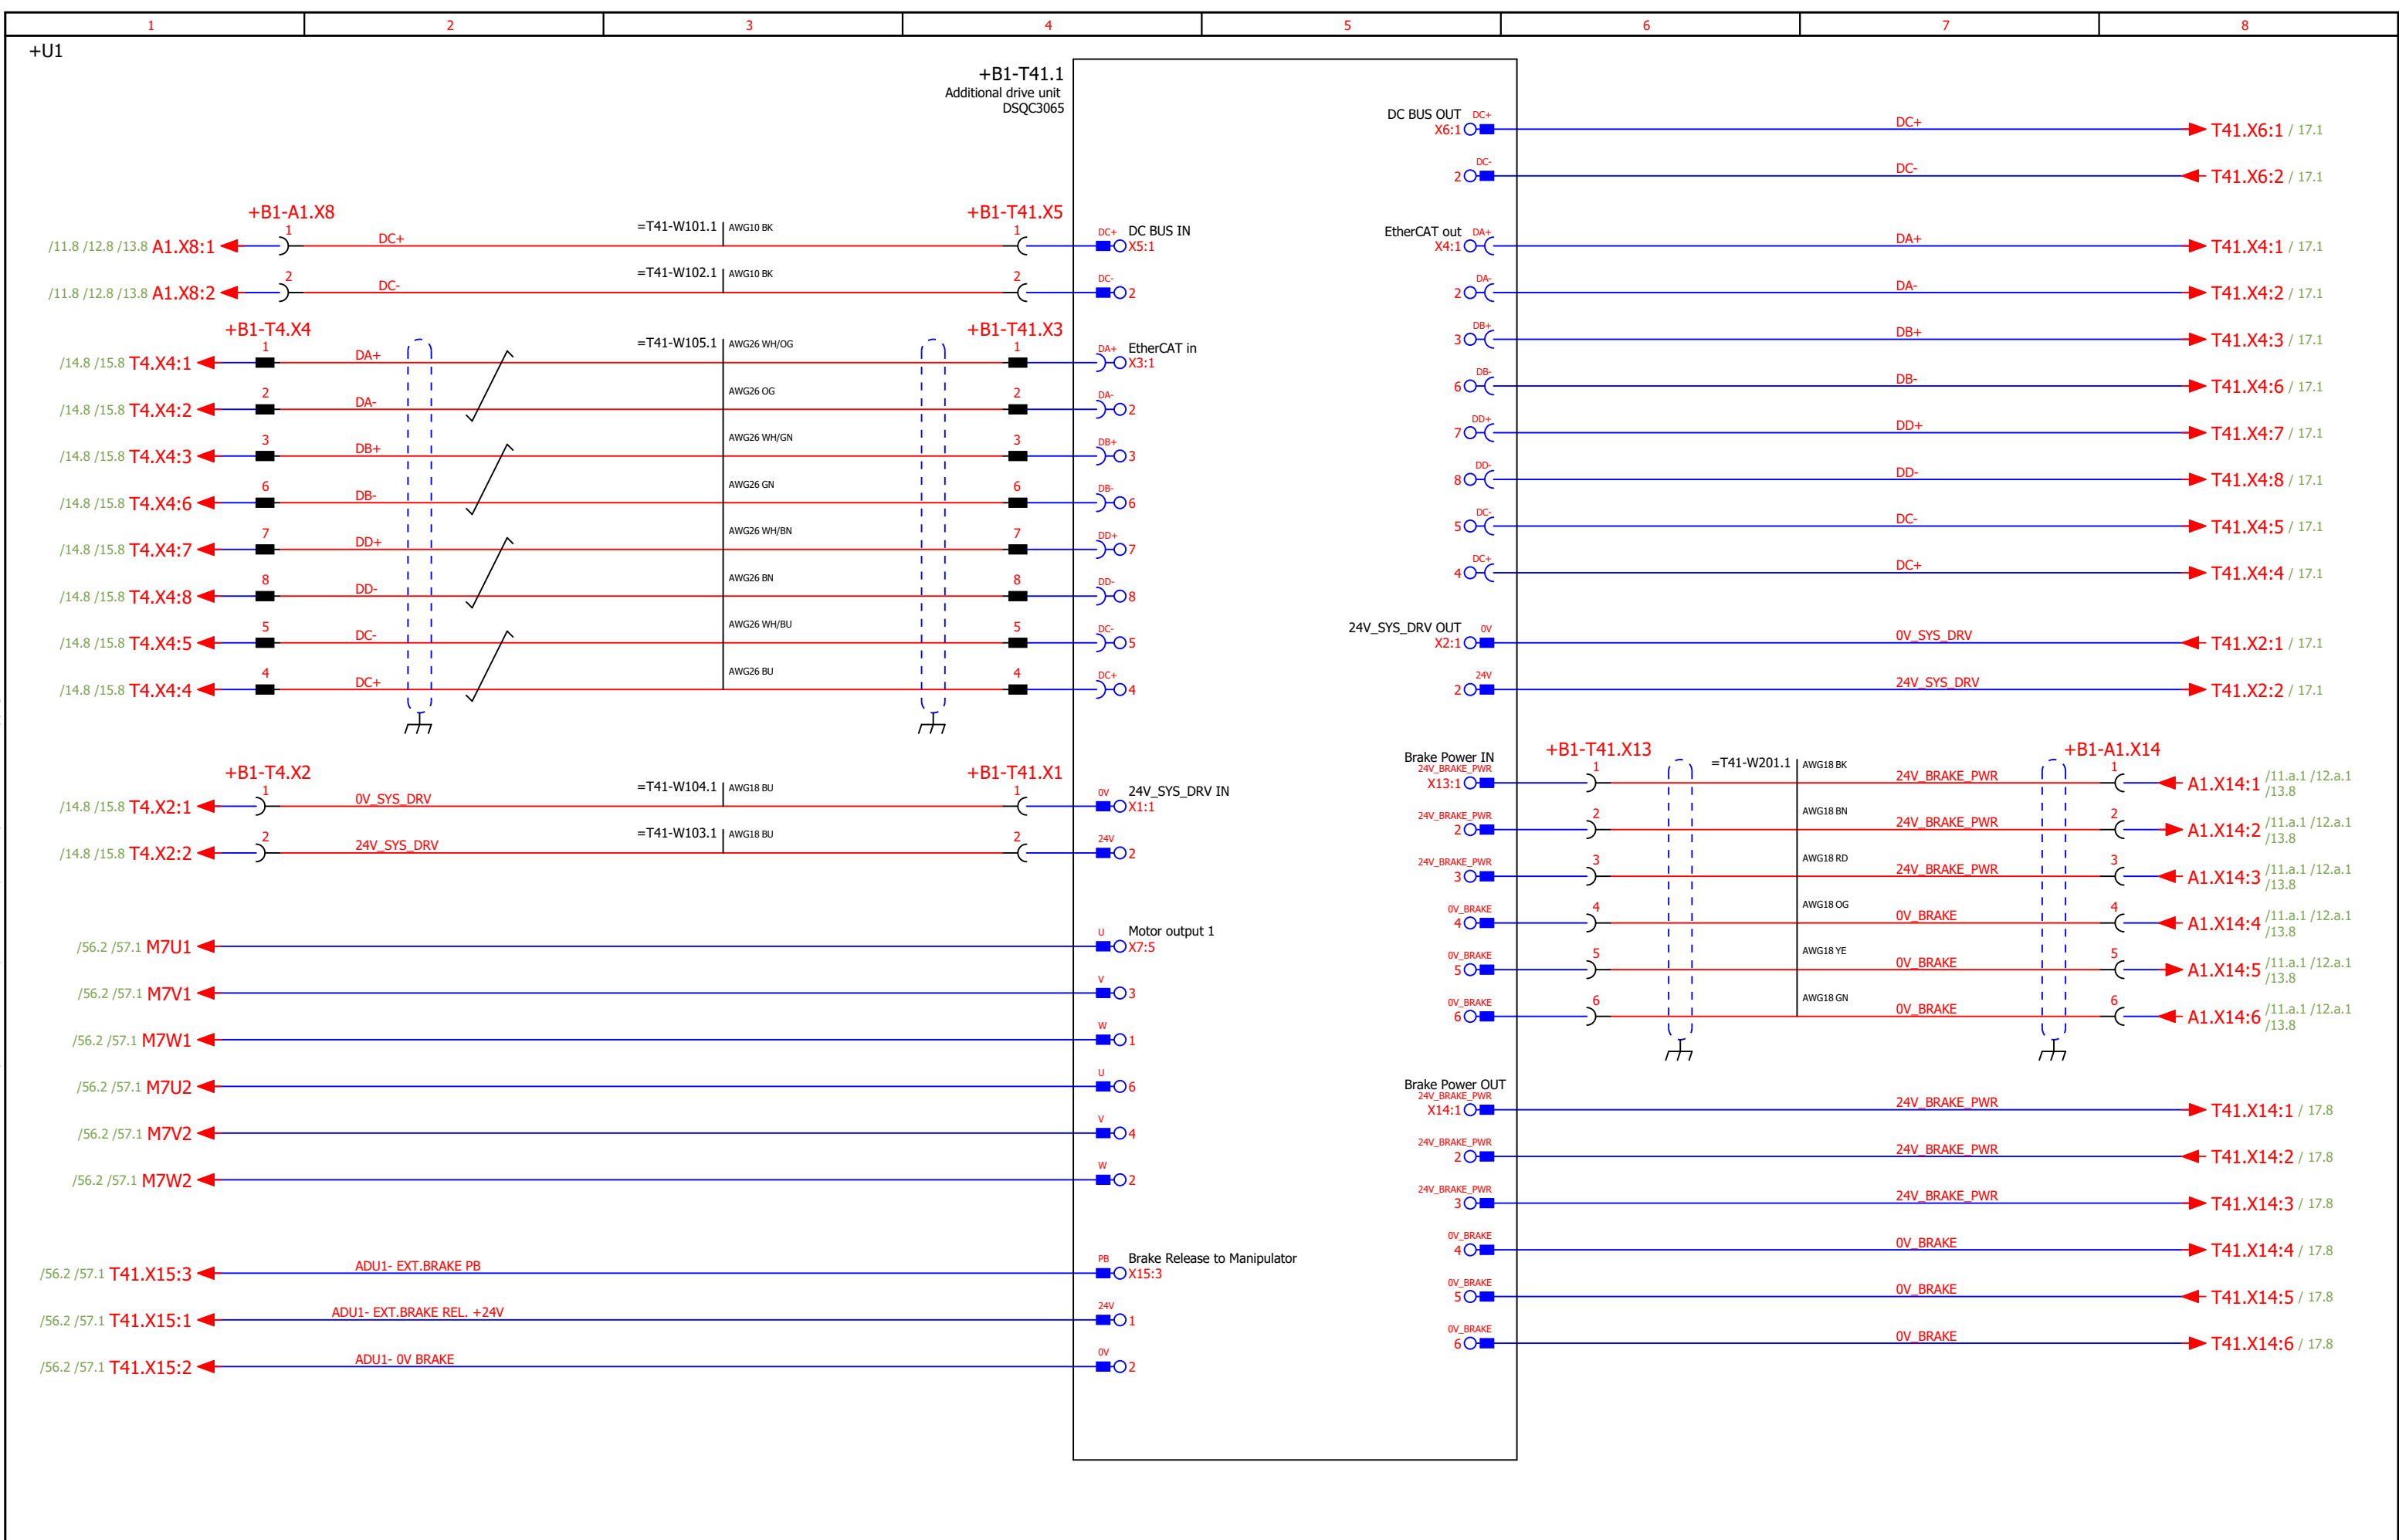 1 2 3 4 5 6 7 8
+U1
+B1-T41.1
Additional drive unit
DSQC3065
DC BUS OUT DC+
X6:1 DC+ T41.X6:1 / 17.1
DC-
2 DC- T41.X6:2 / 17.1
+B1-A1.X8 +B1-T41.X5
/11.8 /12.8 /13.8 A1.X8:1 1 DC+ =T41-W101.1 AWG10 BK 1 DC+ DC BUS IN
X5:1
/11.8 /12.8 /13.8 A1.X8:2 2 DC- =T41-W102.1 AWG10 BK 2 DC- 2
EtherCAT out DA+
X4:1 DA+ T41.X4:1 / 17.1
DA-
2 DA- T41.X4:2 / 17.1
DB+
3 DB+ T41.X4:3 / 17.1
DB-
6 DB- T41.X4:6 / 17.1
DD+
7 DD+ T41.X4:7 / 17.1
DD-
8 DD- T41.X4:8 / 17.1
DC-
5 DC- T41.X4:5 / 17.1
DC+
4 DC+ T41.X4:4 / 17.1
+B1-T4.X4 +B1-T41.X3
/14.8 /15.8 T4.X4:1 1 DA+ =T41-W105.1 AWG26 WH/OG 1 DA+ EtherCAT in
X3:1
/14.8 /15.8 T4.X4:2 2 DA- AWG26 OG 2 DA- 2
/14.8 /15.8 T4.X4:3 3 DB+ AWG26 WH/GN 3 DB+ 3
/14.8 /15.8 T4.X4:6 6 DB- AWG26 GN 6 DB- 6
/14.8 /15.8 T4.X4:7 7 DD+ AWG26 WH/BN 7 DD+ 7
/14.8 /15.8 T4.X4:8 8 DD- AWG26 BN 8 DD- 8
/14.8 /15.8 T4.X4:5 5 DC- AWG26 WH/BU 5 DC- 5
/14.8 /15.8 T4.X4:4 4 DC+ AWG26 BU 4 DC+ 4
24V_SYS_DRV OUT 0V
X2:1 0V_SYS_DRV T41.X2:1 / 17.1
24V
2 24V_SYS_DRV T41.X2:2 / 17.1
+B1-T4.X2 +B1-T41.X1
/14.8 /15.8 T4.X2:1 1 0V_SYS_DRV =T41-W104.1 AWG18 BU 1 0V 24V_SYS_DRV IN
X1:1
/14.8 /15.8 T4.X2:2 2 24V_SYS_DRV =T41-W103.1 AWG18 BU 2 24V 2
Brake Power IN +B1-T41.X13 +B1-A1.X14
24V_BRAKE_PWR
X13:1 1 =T41-W201.1 AWG18 BK 24V_BRAKE_PWR 1 A1.X14:1 /11.a.1 /12.a.1
/13.8
24V_BRAKE_PWR
2 2 AWG18 BN 24V_BRAKE_PWR 2 A1.X14:2 /11.a.1 /12.a.1
/13.8
24V_BRAKE_PWR
3 3 AWG18 RD 24V_BRAKE_PWR 3 A1.X14:3 /11.a.1 /12.a.1
/13.8
0V_BRAKE
4 4 AWG18 OG 0V_BRAKE 4 A1.X14:4 /11.a.1 /12.a.1
/13.8
0V_BRAKE
5 5 AWG18 YE 0V_BRAKE 5 A1.X14:5 /11.a.1 /12.a.1
/13.8
0V_BRAKE
6 6 AWG18 GN 0V_BRAKE 6 A1.X14:6 /11.a.1 /12.a.1
/13.8
/56.2 /57.1 M7U1 U Motor output 1
X7:5
/56.2 /57.1 M7V1 V 3
/56.2 /57.1 M7W1 W 1
/56.2 /57.1 M7U2 U 6
/56.2 /57.1 M7V2 V 4
/56.2 /57.1 M7W2 W 2
Brake Power OUT
24V_BRAKE_PWR
X14:1 24V_BRAKE_PWR T41.X14:1 / 17.8
24V_BRAKE_PWR
2 24V_BRAKE_PWR T41.X14:2 / 17.8
24V_BRAKE_PWR
3 24V_BRAKE_PWR T41.X14:3 / 17.8
0V_BRAKE
4 0V_BRAKE T41.X14:4 / 17.8
0V_BRAKE
5 0V_BRAKE T41.X14:5 / 17.8
0V_BRAKE
6 0V_BRAKE T41.X14:6 / 17.8
/56.2 /57.1 T41.X15:3 ADU1- EXT.BRAKE PB PB Brake Release to Manipulator
X15:3
/56.2 /57.1 T41.X15:1 ADU1- EXT.BRAKE REL. +24V 24V 1
/56.2 /57.1 T41.X15:2 ADU1- 0V BRAKE 0V 2